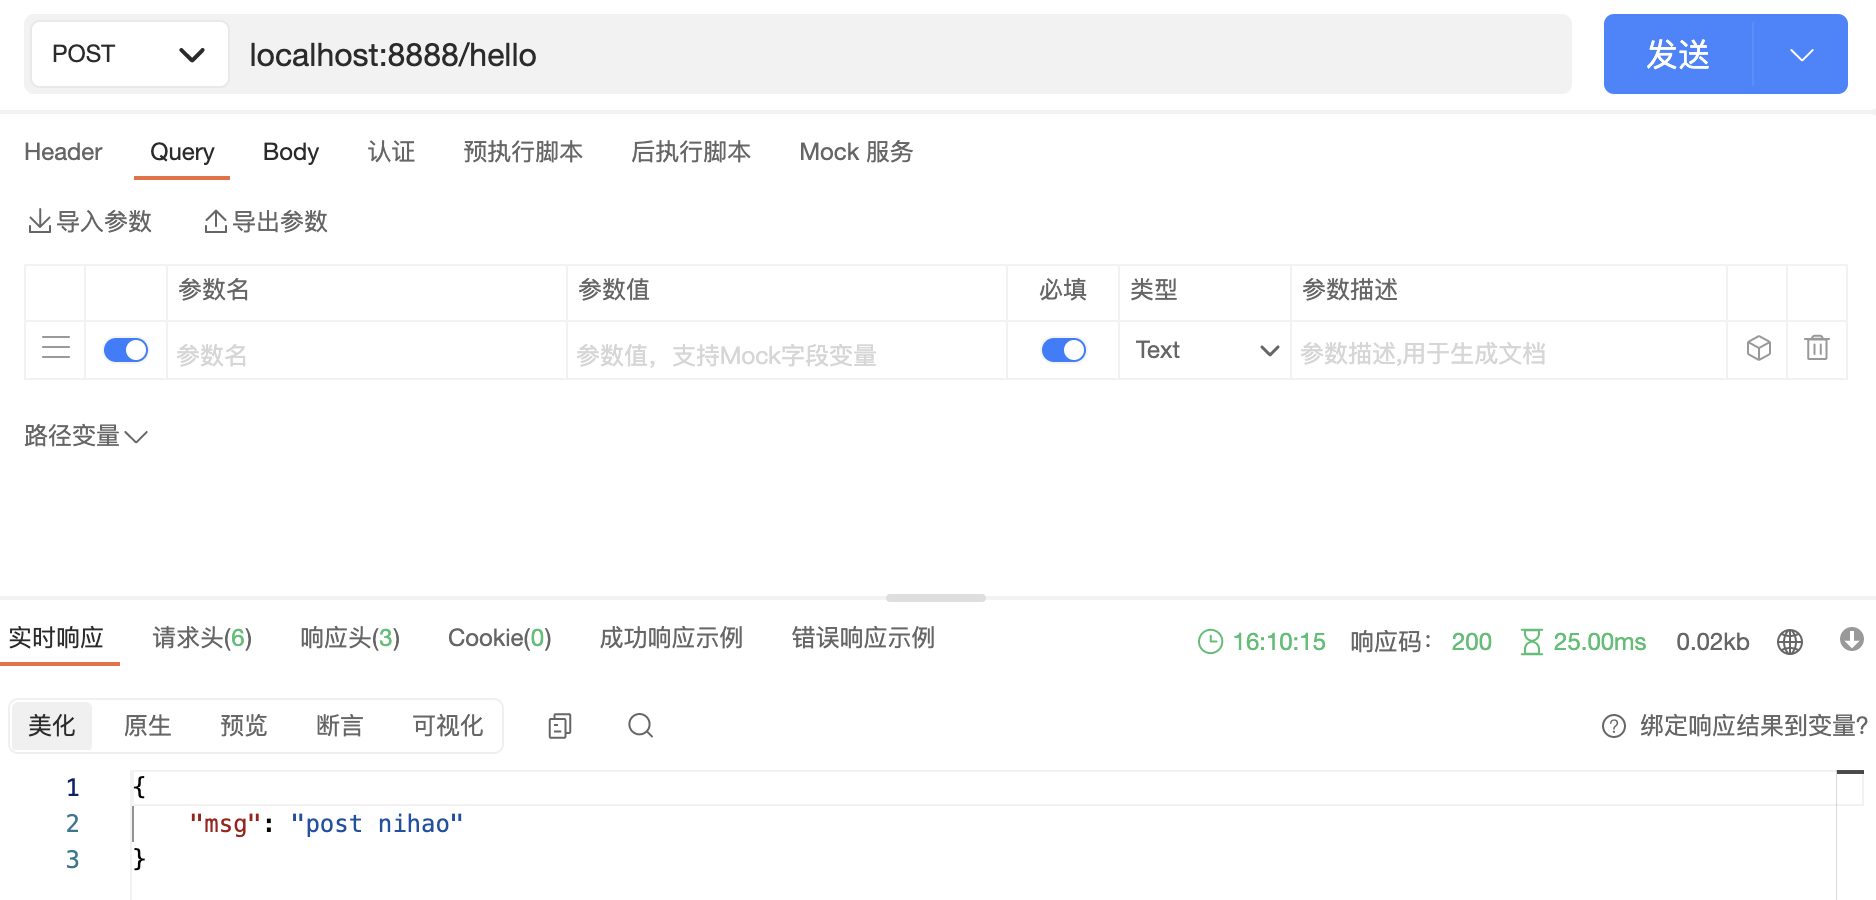 POST localhost:8888/hello 发送
Header Query Body 认证 预执行脚本 后执行脚本 Mock 服务
导入参数 导出参数
参数名 参数值 必填 类型 参数描述
参数名 参数值，支持Mock字段变量 Text 参数描述,用于生成文档
路径变量
实时响应 请求头(6) 响应头(3) Cookie(0) 成功响应示例 错误响应示例 16:10:15 响应码： 200 25.00ms 0.02kb
美化 原生 预览 断言 可视化 绑定响应结果到变量?
1 {
2 "msg": "post nihao"
3 }